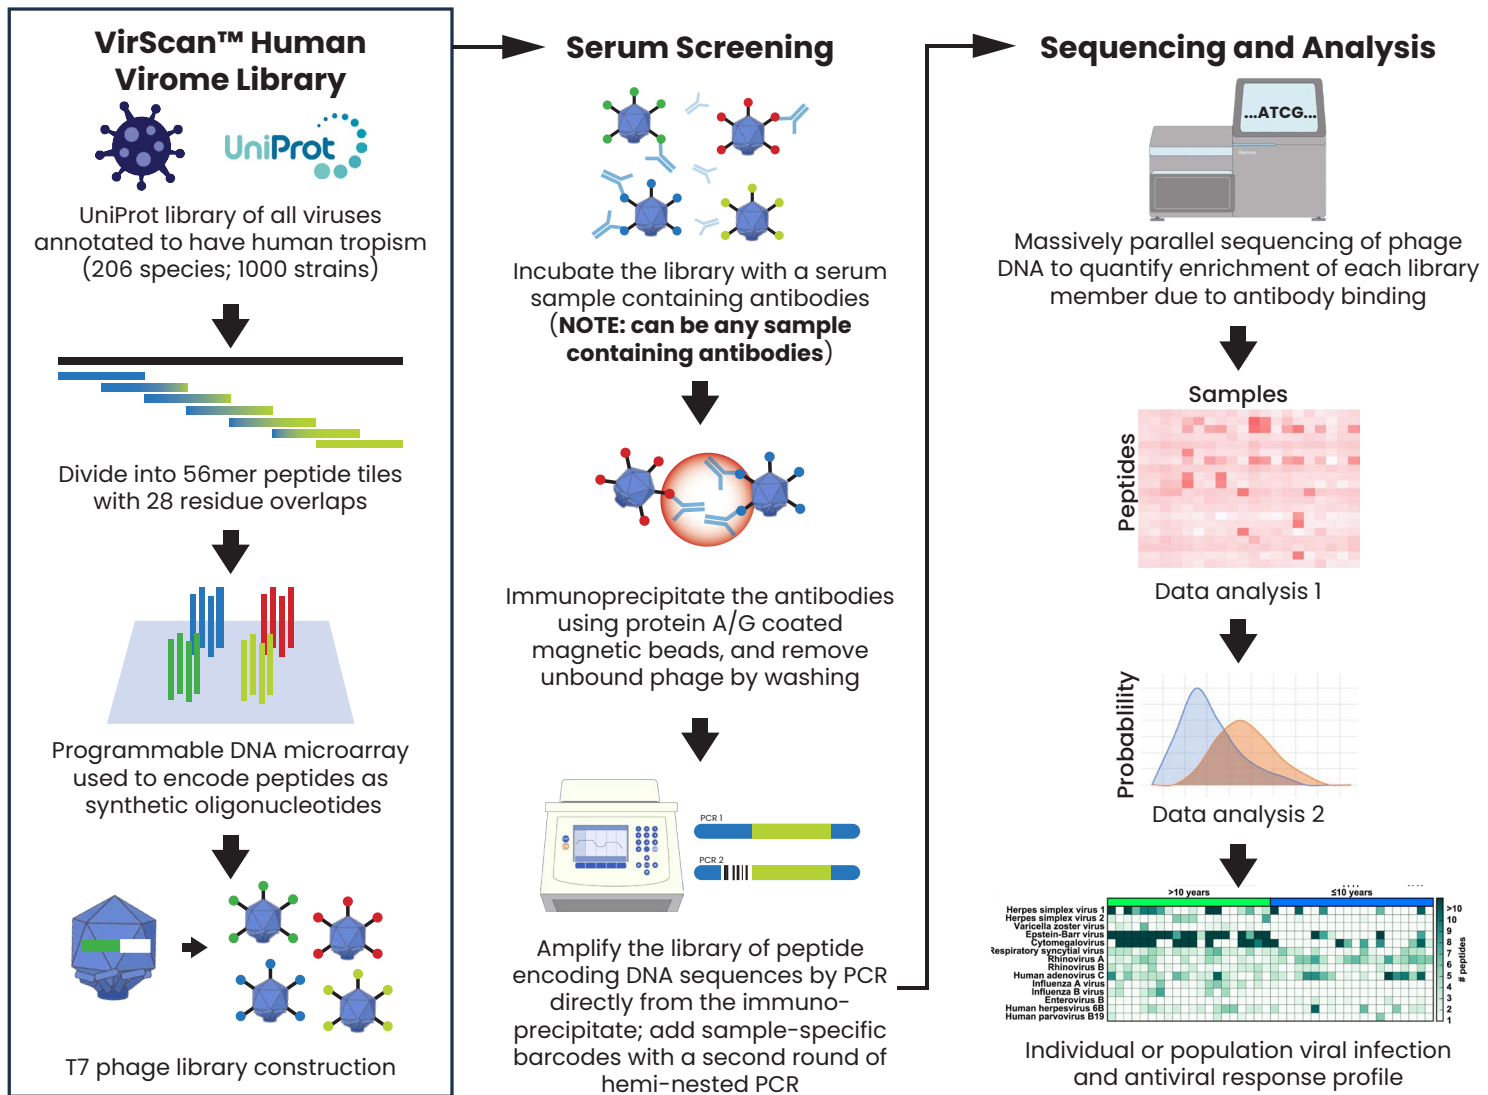 VirScan™ Human
Virome Library
UniProt
UniProt library of all viruses
annotated to have human tropism
(206 species; 1000 strains)
Divide into 56mer peptide tiles
with 28 residue overlaps
Programmable DNA microarray
used to encode peptides as
synthetic oligonucleotides
T7 phage library construction
Serum Screening
Incubate the library with a serum
sample containing antibodies
(NOTE: can be any sample
containing antibodies)
Immunoprecipitate the antibodies
using protein A/G coated
magnetic beads, and remove
unbound phage by washing
PCR 1
PCR 2
Amplify the library of peptide
encoding DNA sequences by PCR
directly from the immuno-
precipitate; add sample-specific
barcodes with a second round of
hemi-nested PCR
Sequencing and Analysis
...ATCG...
Massively parallel sequencing of phage
DNA to quantify enrichment of each library
member due to antibody binding
Samples
Peptides
Data analysis 1
Probablility
Data analysis 2
>10 years
≤10 years
Herpes simplex virus 1
Herpes simplex virus 2
Varicella zoster virus
Epstein-Barr virus
Cytomegalovirus
Respiratory syncytial virus
Rhinovirus A
Rhinovirus B
Human adenovirus C
Influenza A virus
Influenza B virus
Enterovirus B
Human herpesvirus 6B
Human parvovirus B19
>10
10
9
8
7
6
5
4
3
2
1
# peptides
Individual or population viral infection
and antiviral response profile